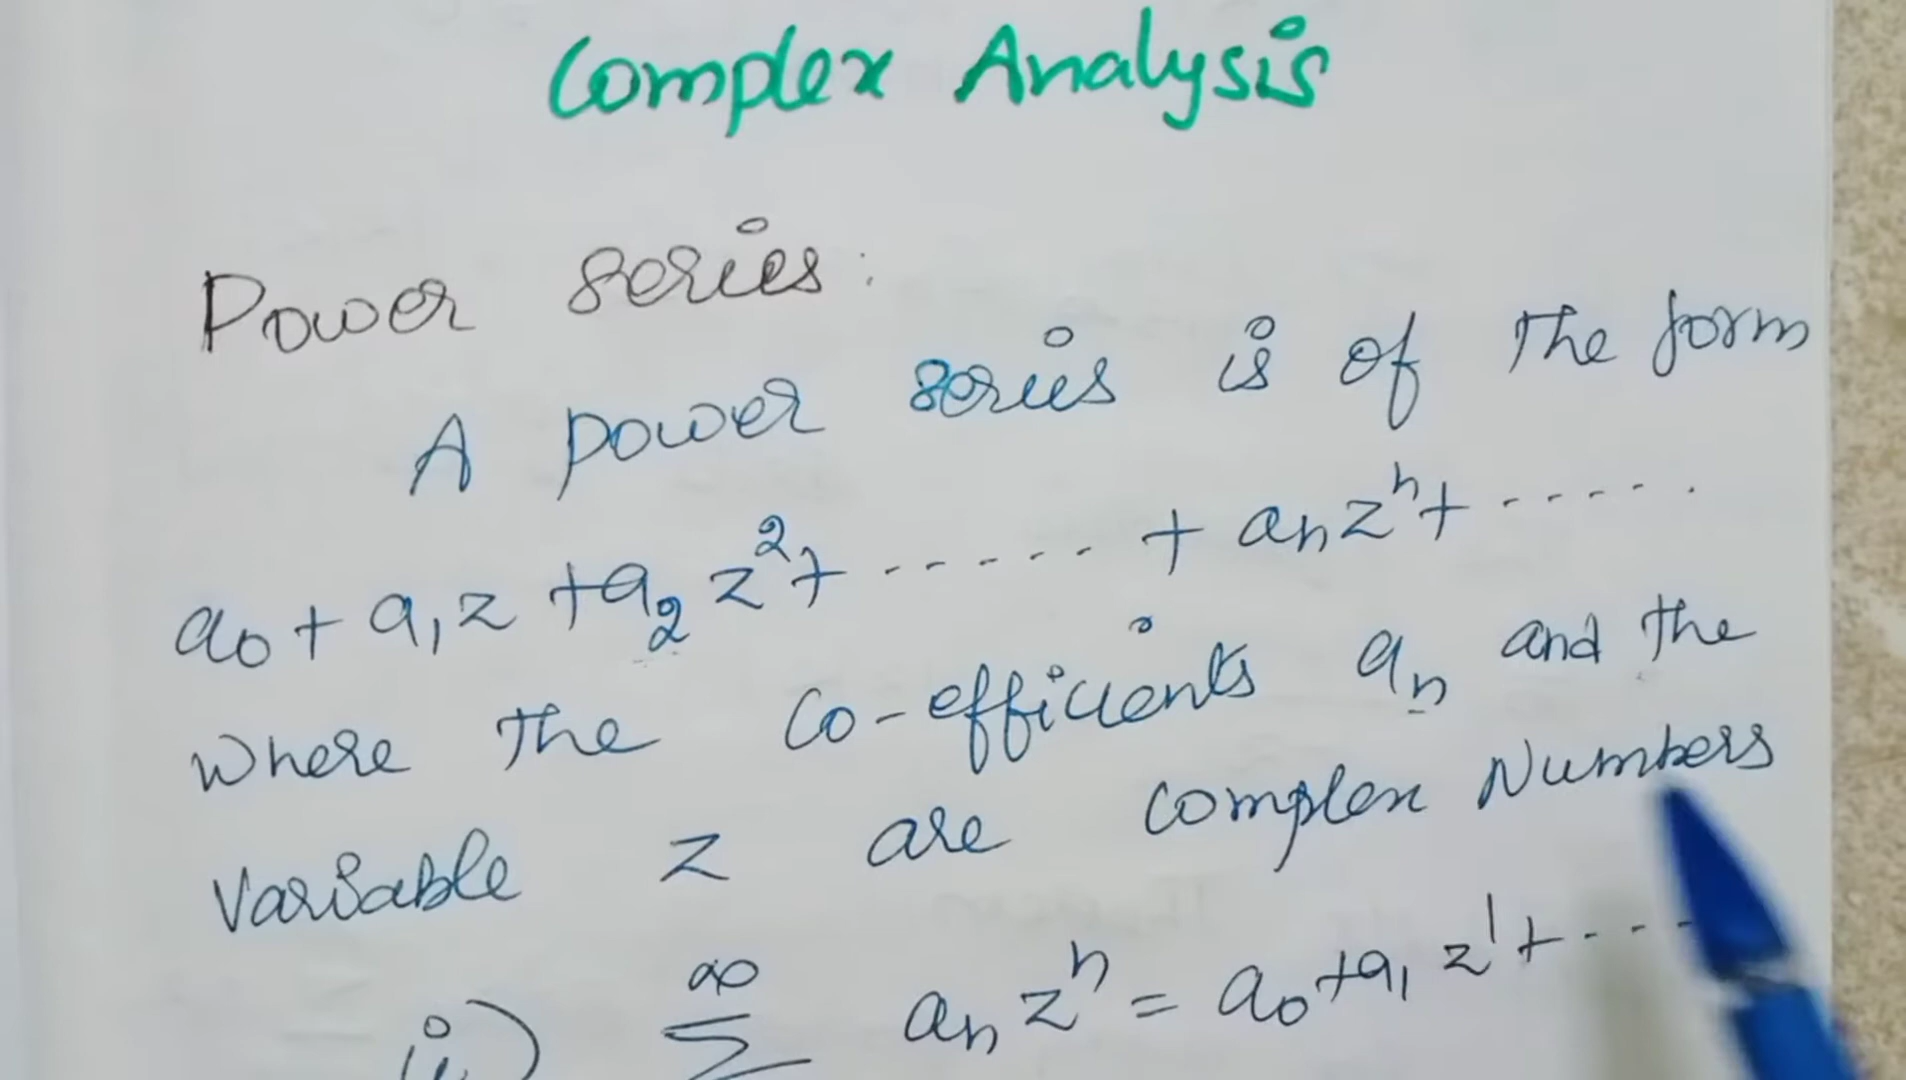 Complex Analysis
Power series:
A power series is of the form
a₀ + a₁z + a₂z² + ...... + aₙzⁿ + ......
where the co-efficients aₙ and the
variable z are complex Numbers
i) ∞ Σ aₙzⁿ = a₀ + a₁z¹ + ....